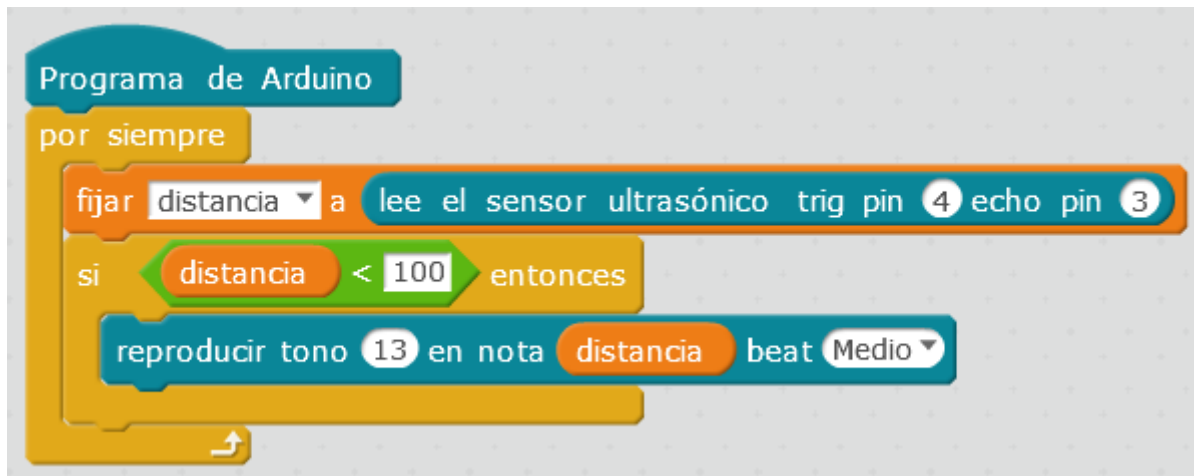 Programa de Arduino
por siempre
fijar distancia a lee el sensor ultrasónico trig pin 4 echo pin 3
si distancia < 100 entonces
reproducir tono 13 en nota distancia beat Medio